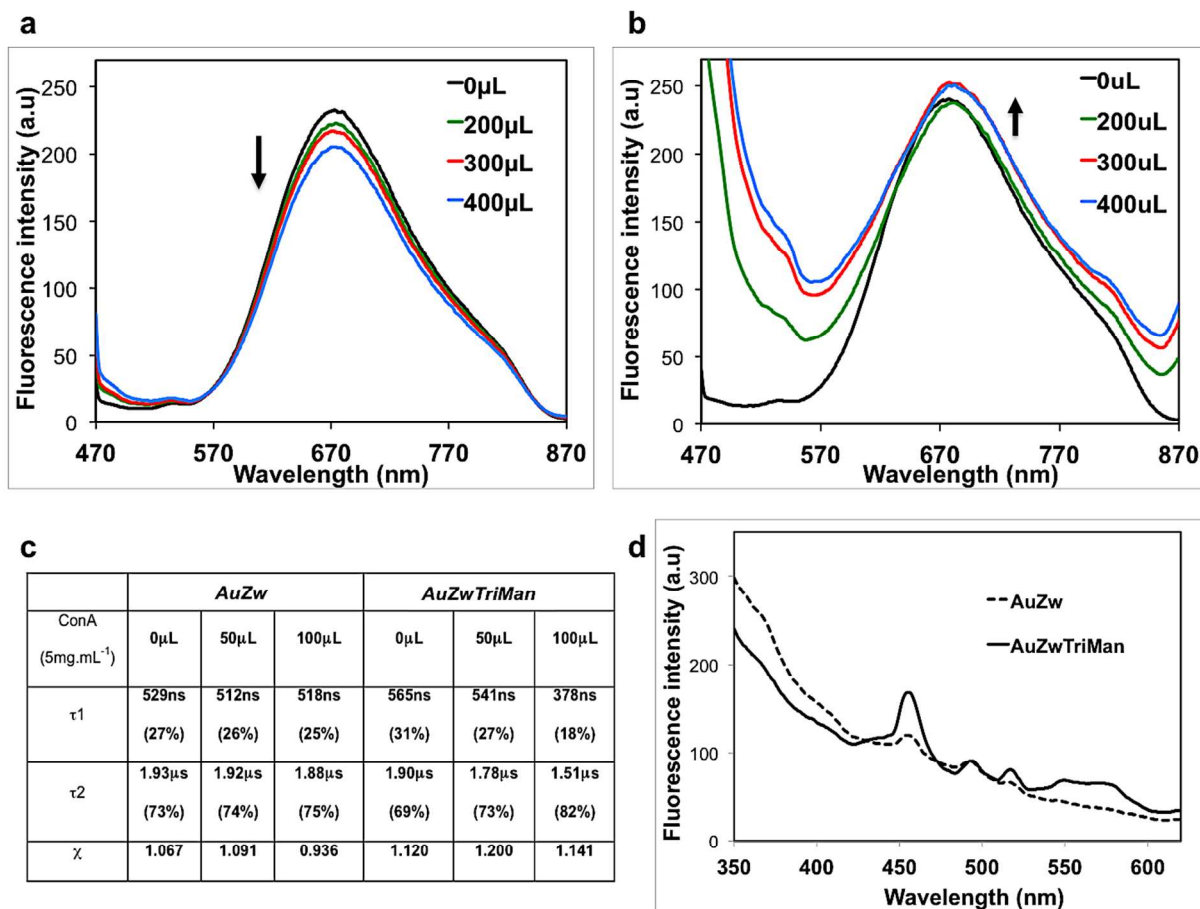 a
b
Fluorescence intensity (a.u)
250
200
150
100
50
0
470
570
670
770
870
Wavelength (nm)
0µL
200µL
300µL
400µL
Fluorescence intensity (a.u)
250
200
150
100
50
0
470
570
670
770
870
Wavelength (nm)
0uL
200uL
300uL
400uL
c
AuZw AuZwTriMan
ConA (5mg.mL⁻¹) 0µL 50µL 100µL 0µL 50µL 100µL
τ1 529ns 512ns 518ns 565ns 541ns 378ns
(27%) (26%) (25%) (31%) (27%) (18%)
τ2 1.93µs 1.92µs 1.88µs 1.90µs 1.78µs 1.51µs
(73%) (74%) (75%) (69%) (73%) (82%)
χ 1.067 1.091 0.936 1.120 1.200 1.141
d
Fluorescence intensity (a.u)
300
200
100
0
350
400
450
500
550
600
Wavelength (nm)
AuZw
AuZwTriMan